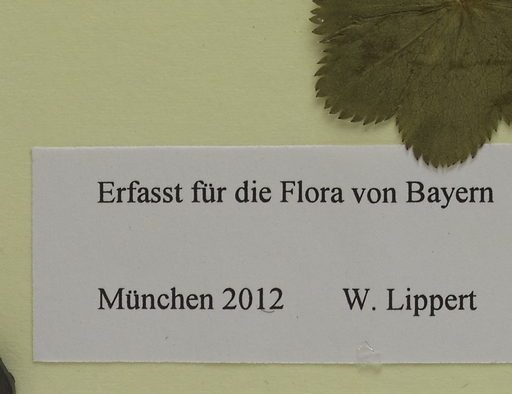 Erfasst für die Flora von Bayern
München 2012 W. Lippert